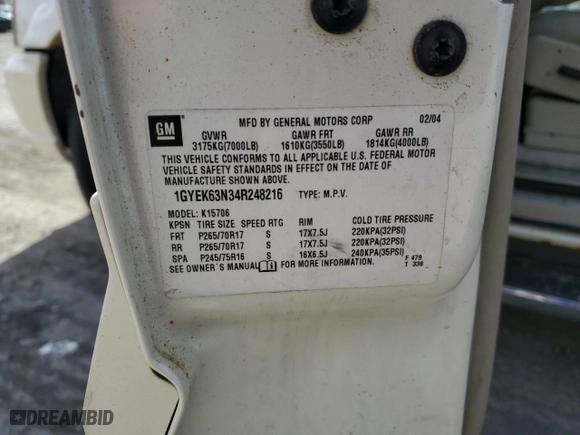 GM
MFD BY GENERAL MOTORS CORP 02/04
GVWR GAWR FRT GAWR RR
3175KG(7000LB) 1610KG(3550LB) 1814KG(4000LB)
THIS VEHICLE CONFORMS TO ALL APPLICABLE U.S. FEDERAL MOTOR
VEHICLE SAFETY STANDARDS IN EFFECT ON THE DATE OF
MANUFACTURE SHOWN ABOVE.
1GYEK63N34R248216 TYPE: M.P.V.
MODEL: K15706
KPSN TIRE SIZE SPEED RTG RIM COLD TIRE PRESSURE
FRT P265/70R17 S 17X7.5J 220KPA(32PSI)
RR P265/70R17 S 17X7.5J 220KPA(32PSI)
SPA P245/75R16 S 16X6.5J 240KPA(35PSI)
SEE OWNER'S MANUAL FOR MORE INFORMATION.
F 479
T 338
DREAMBID